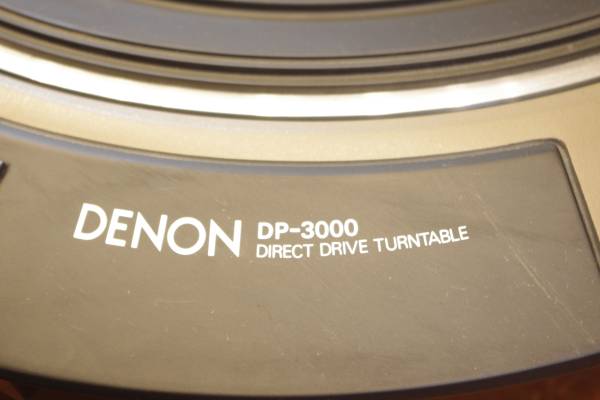 DENON DP-3000
DIRECT DRIVE TURNTABLE